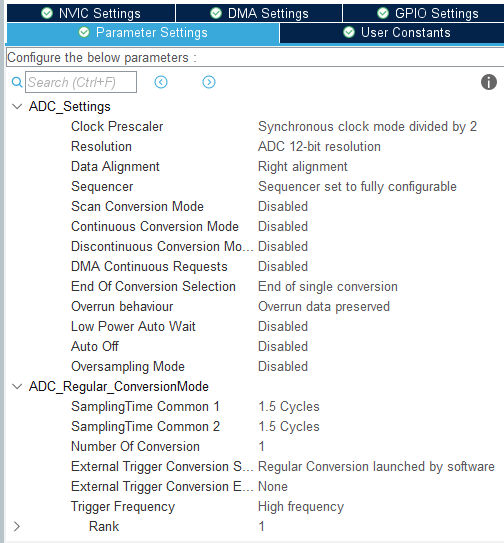 NVIC Settings DMA Settings GPIO Settings
Parameter Settings User Constants
Configure the below parameters :
Search (Ctrl+F)
ADC_Settings
Clock Prescaler Synchronous clock mode divided by 2
Resolution ADC 12-bit resolution
Data Alignment Right alignment
Sequencer Sequencer set to fully configurable
Scan Conversion Mode Disabled
Continuous Conversion Mode Disabled
Discontinuous Conversion Mo... Disabled
DMA Continuous Requests Disabled
End Of Conversion Selection End of single conversion
Overrun behaviour Overrun data preserved
Low Power Auto Wait Disabled
Auto Off Disabled
Oversampling Mode Disabled
ADC_Regular_ConversionMode
SamplingTime Common 1 1.5 Cycles
SamplingTime Common 2 1.5 Cycles
Number Of Conversion 1
External Trigger Conversion S... Regular Conversion launched by software
External Trigger Conversion E... None
Trigger Frequency High frequency
Rank 1